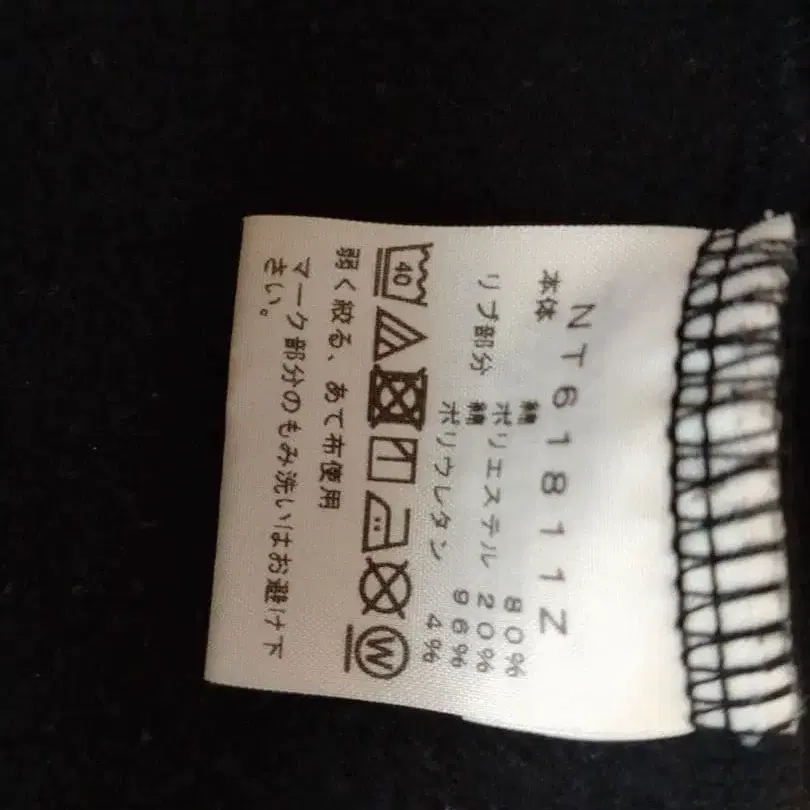 NT61811Z
本体
綿 80%
ポリエステル 20%
リブ部分
綿 96%
ポリウレタン 4%
40
W
弱く絞る、あて布使用
マーク部分のもみ洗いはお避け下
さい。